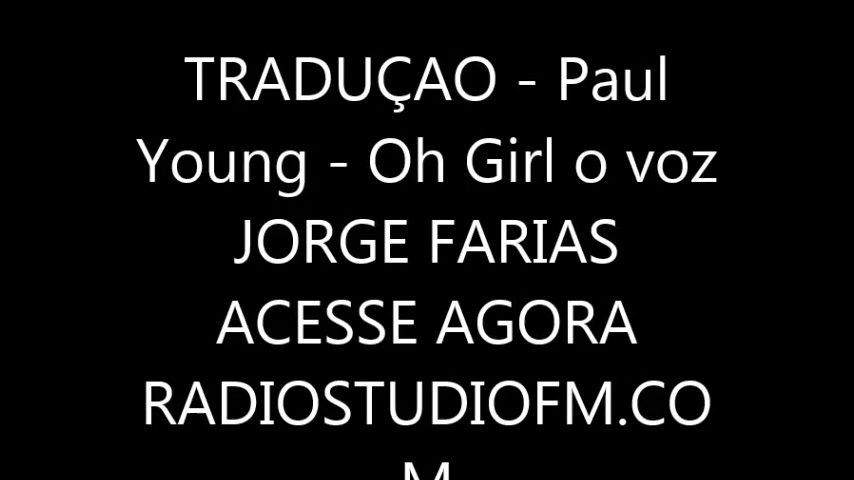 TRADUÇAO - Paul
Young - Oh Girl o voz
JORGE FARIAS
ACESSE AGORA
RADIOSTUDIOFM.CO
M